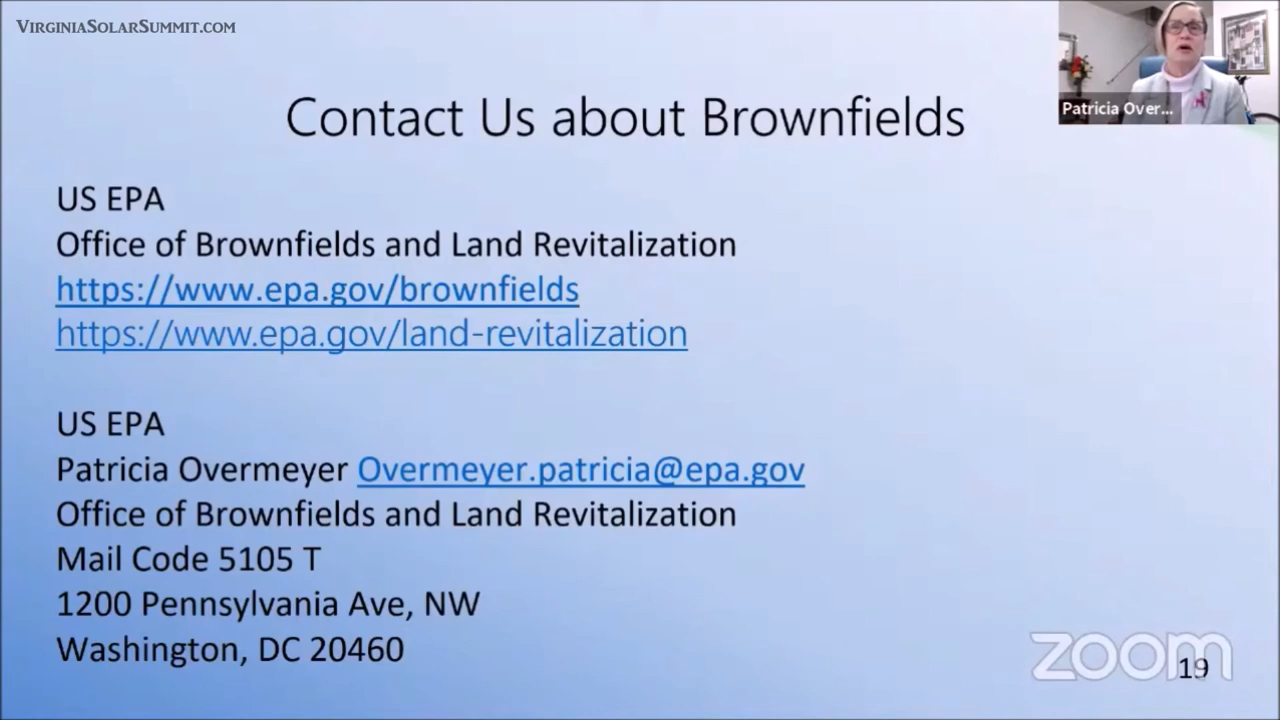 VIRGINIASOLARSUMMIT.COM
Patricia Over...
Contact Us about Brownfields
US EPA
Office of Brownfields and Land Revitalization
https://www.epa.gov/brownfields
https://www.epa.gov/land-revitalization
US EPA
Patricia Overmeyer Overmeyer.patricia@epa.gov
Office of Brownfields and Land Revitalization
Mail Code 5105 T
1200 Pennsylvania Ave, NW
Washington, DC 20460
zoom
19